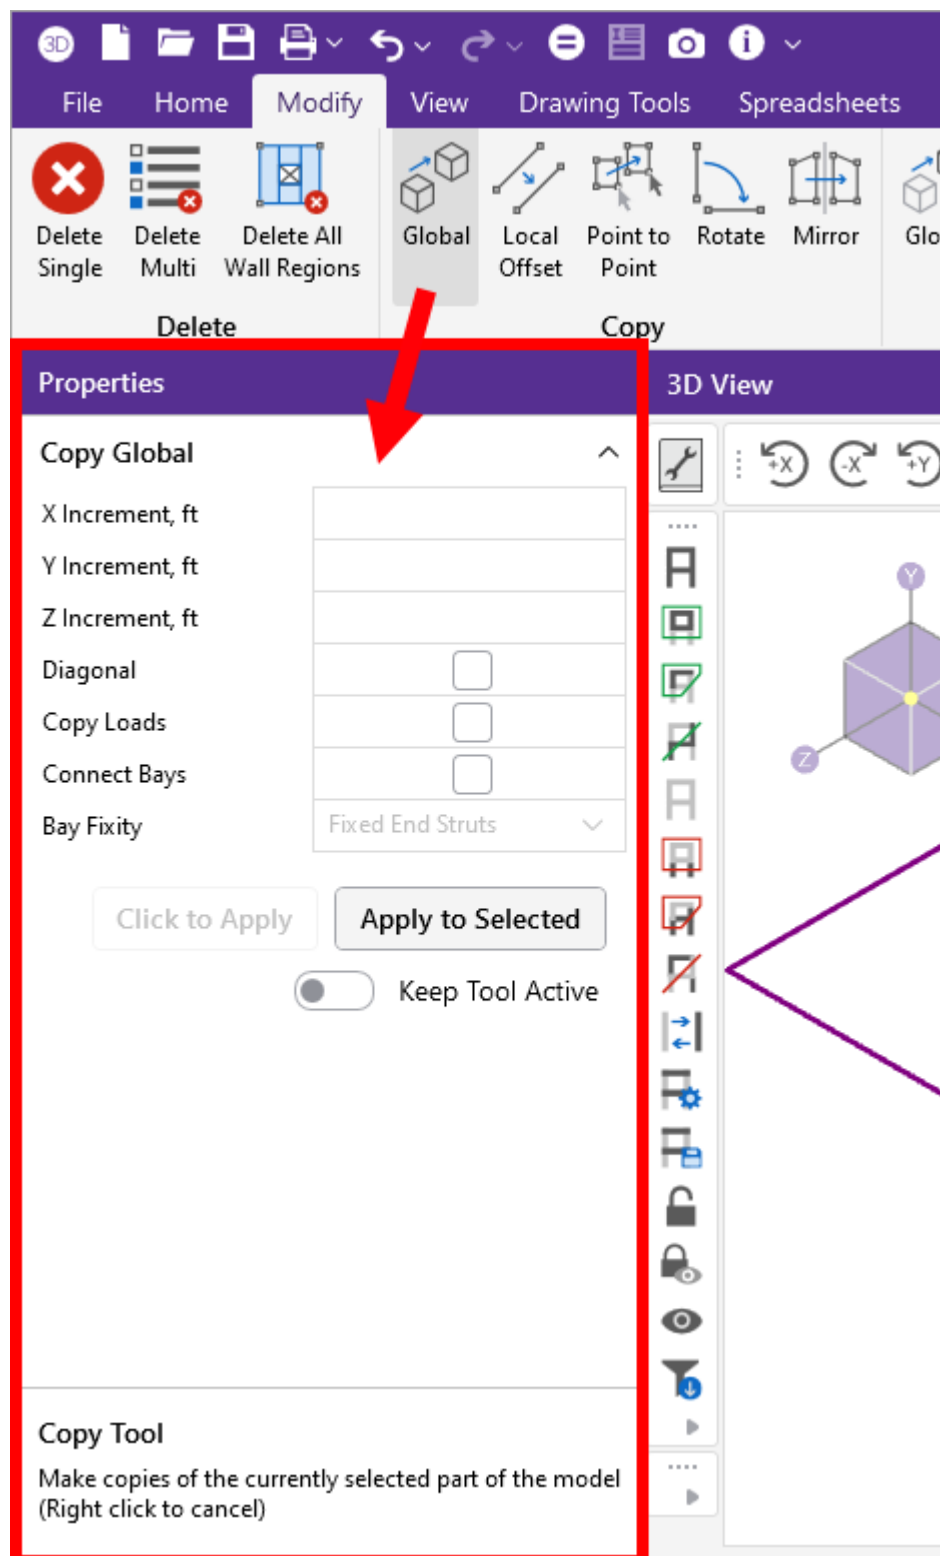 3D
File Home Modify View Drawing Tools Spreadsheets
Delete Single
Delete Multi
Delete All Wall Regions
Global
Local Offset
Point to Point
Rotate
Mirror
Glo
Delete
Copy
Properties
3D View
Copy Global
+X -X +Y
X Increment, ft
Y Increment, ft
Z Increment, ft
Diagonal
Copy Loads
Connect Bays
Bay Fixity Fixed End Struts
Y
Z
Click to Apply Apply to Selected
Keep Tool Active
Copy Tool
Make copies of the currently selected part of the model
(Right click to cancel)